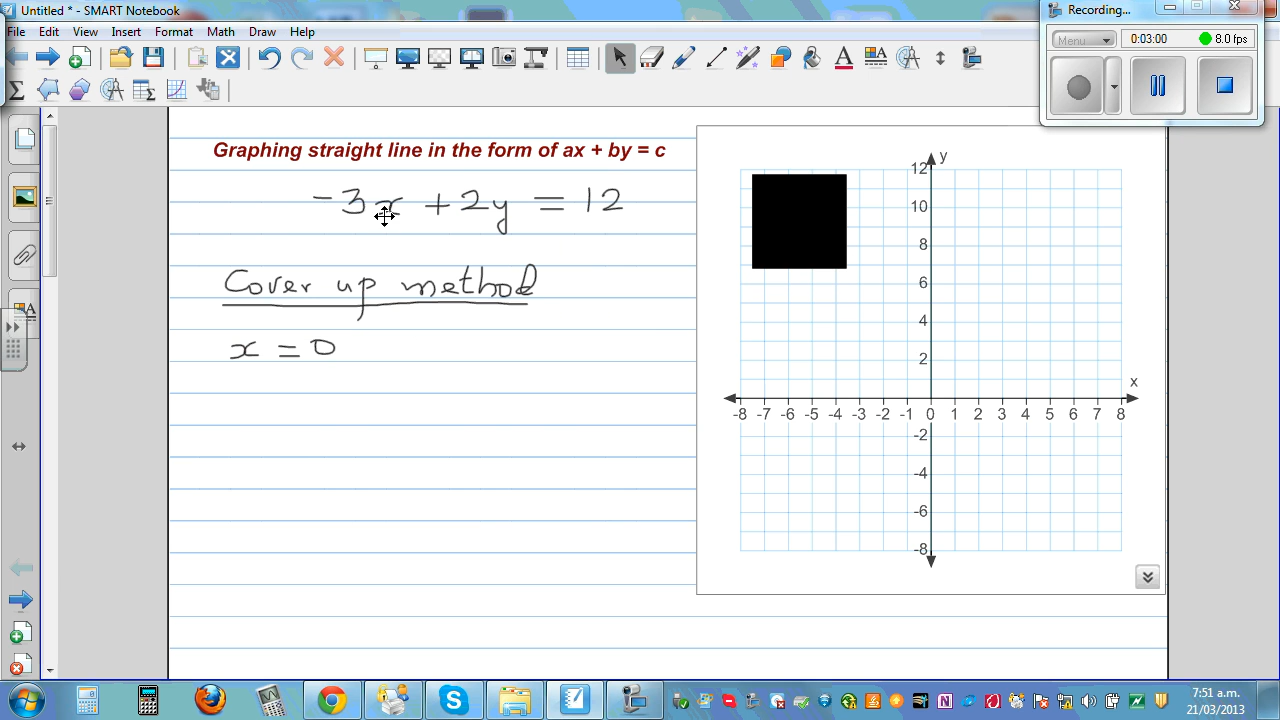 Untitled * - SMART Notebook
Recording...
File Edit View Insert Format Math Draw Help
Menu
0:03:00
8.0 fps
Graphing straight line in the form of ax + by = c
-3x + 2y = 12
Cover up method
x = 0
y
12
10
8
6
4
2
x
-8 -7 -6 -5 -4 -3 -2 -1 0 1 2 3 4 5 6 7 8
-2
-4
-6
-8
7:51 a.m.
21/03/2013